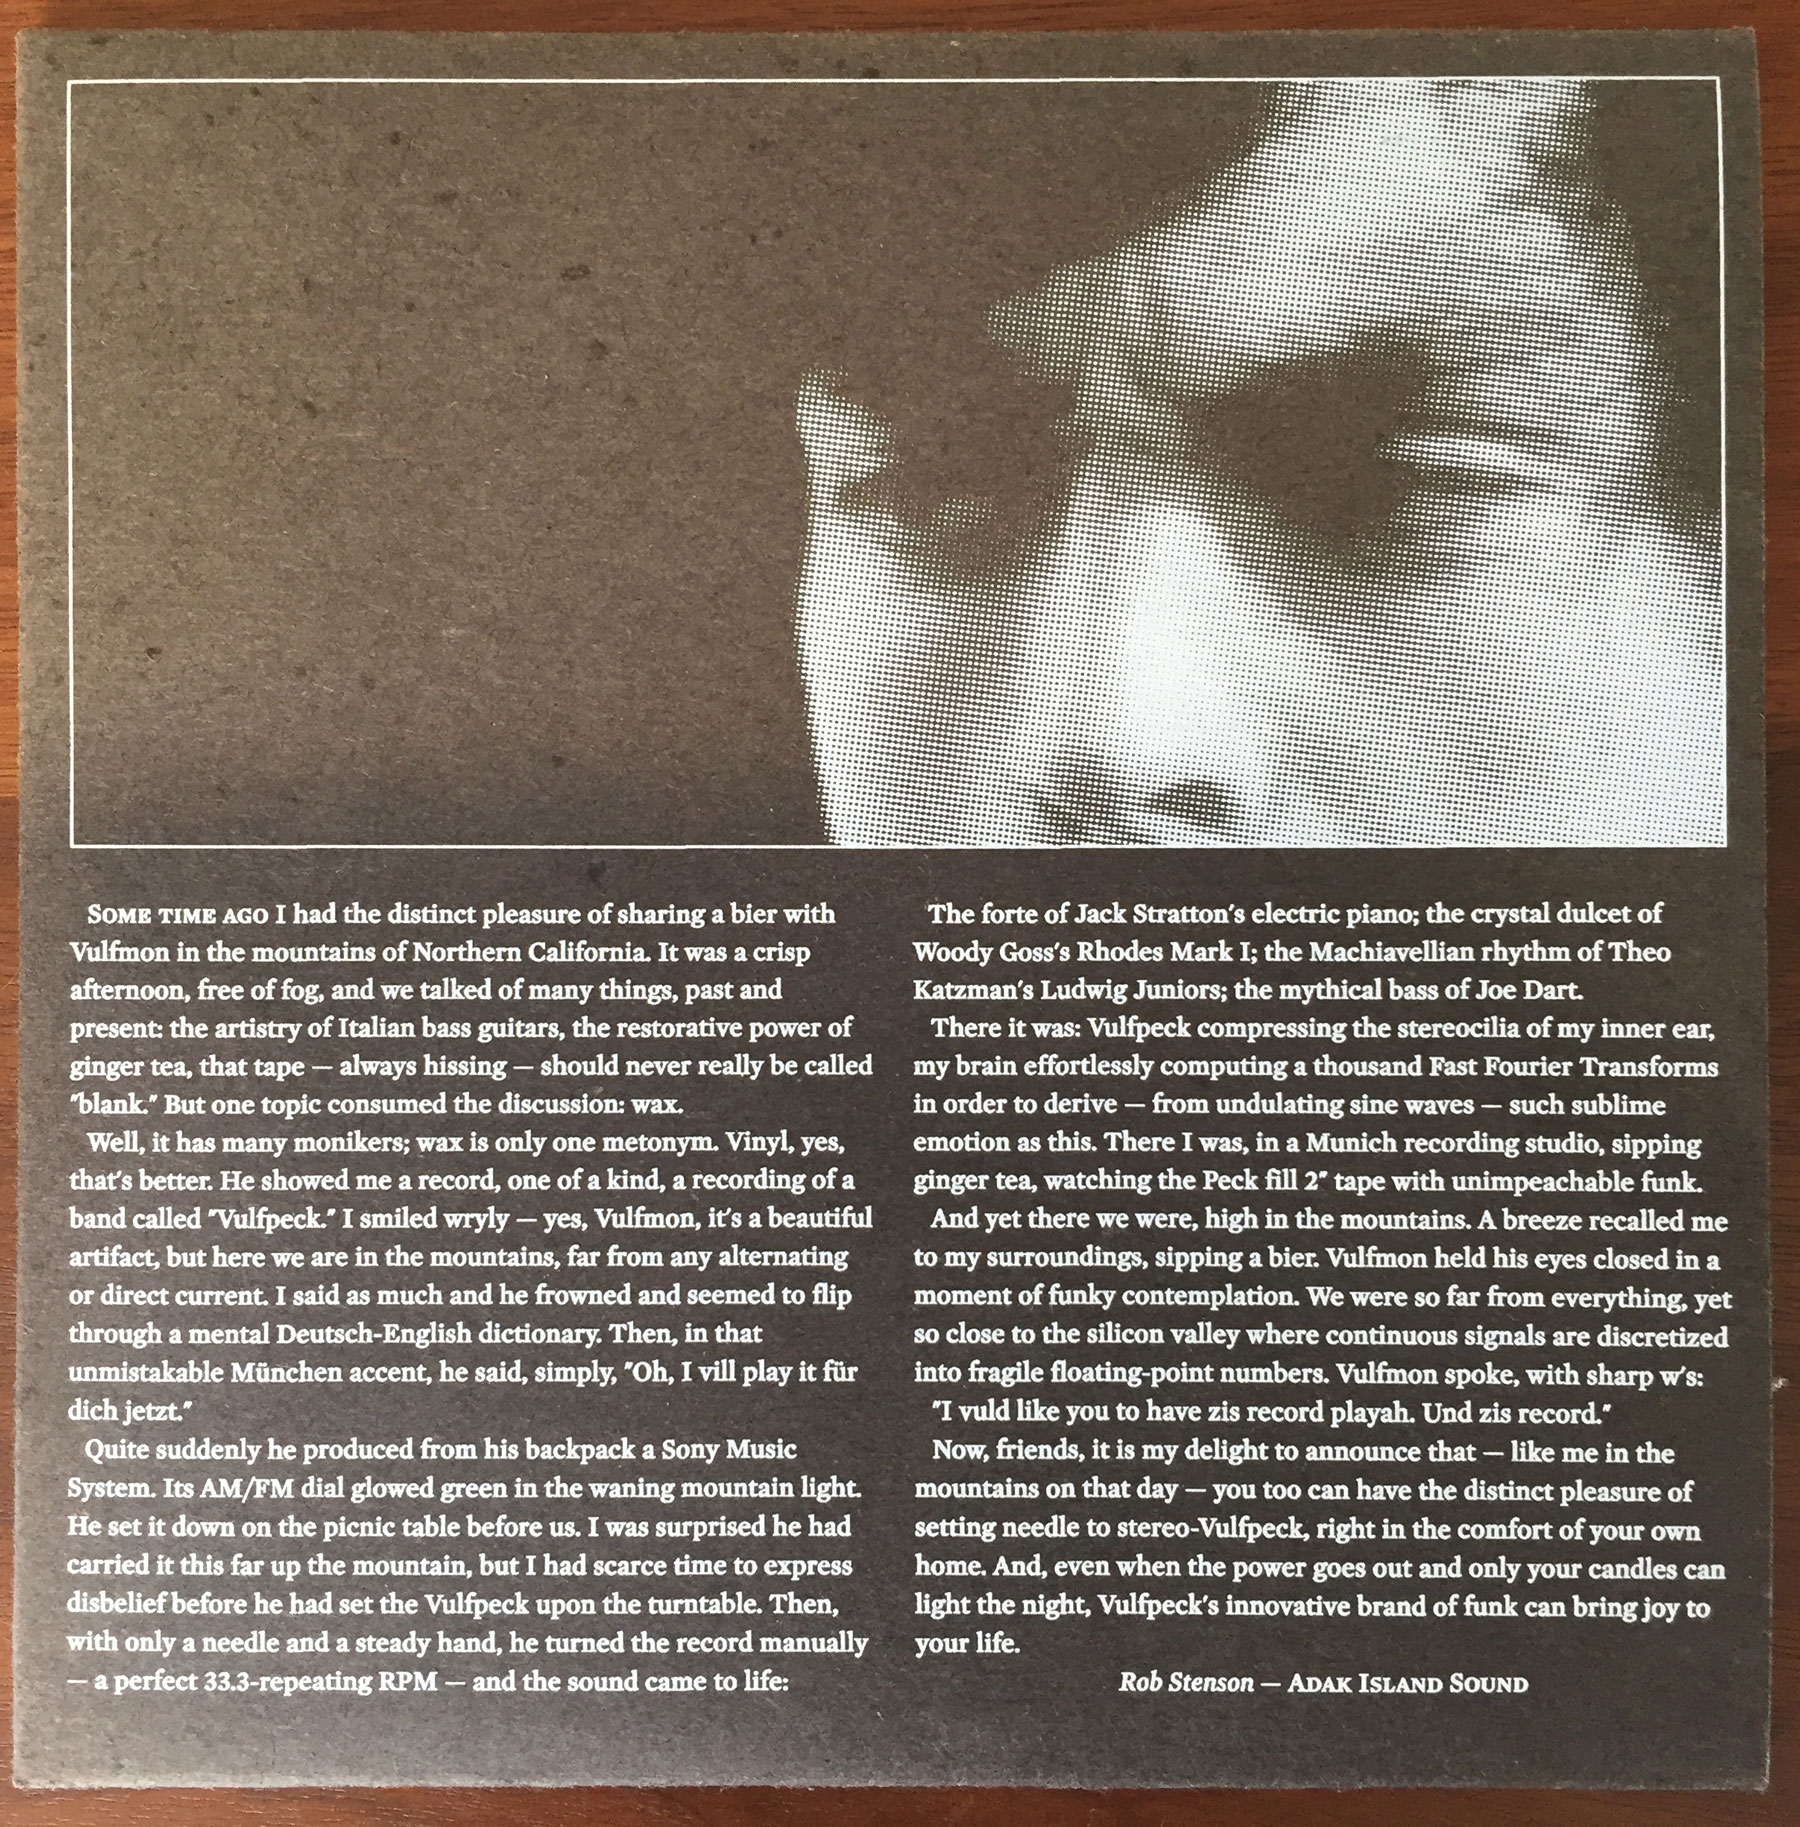 SOME TIME AGO I had the distinct pleasure of sharing a bier with
Vulfmon in the mountains of Northern California. It was a crisp
afternoon, free of fog, and we talked of many things, past and
present: the artistry of Italian bass guitars, the restorative power of
ginger tea, that tape — always hissing — should never really be called
"blank." But one topic consumed the discussion: wax.
Well, it has many monikers; wax is only one metonym. Vinyl, yes,
that's better. He showed me a record, one of a kind, a recording of a
band called "Vulfpeck." I smiled wryly — yes, Vulfmon, it's a beautiful
artifact, but here we are in the mountains, far from any alternating
or direct current. I said as much and he frowned and seemed to flip
through a mental Deutsch-English dictionary. Then, in that
unmistakable München accent, he said, simply, "Oh, I vill play it für
dich jetzt."
Quite suddenly he produced from his backpack a Sony Music
System. Its AM/FM dial glowed green in the waning mountain light.
He set it down on the picnic table before us. I was surprised he had
carried it this far up the mountain, but I had scarce time to express
disbelief before he had set the Vulfpeck upon the turntable. Then,
with only a needle and a steady hand, he turned the record manually
— a perfect 33.3-repeating RPM — and the sound came to life:
The forte of Jack Stratton's electric piano; the crystal dulcet of
Woody Goss's Rhodes Mark I; the Machiavellian rhythm of Theo
Katzman's Ludwig Juniors; the mythical bass of Joe Dart.
There it was: Vulfpeck compressing the stereocilia of my inner ear,
my brain effortlessly computing a thousand Fast Fourier Transforms
in order to derive — from undulating sine waves — such sublime
emotion as this. There I was, in a Munich recording studio, sipping
ginger tea, watching the Peck fill 2" tape with unimpeachable funk.
And yet there we were, high in the mountains. A breeze recalled me
to my surroundings, sipping a bier. Vulfmon held his eyes closed in a
moment of funky contemplation. We were so far from everything, yet
so close to the silicon valley where continuous signals are discretized
into fragile floating-point numbers. Vulfmon spoke, with sharp w's:
"I vuld like you to have zis record playah. Und zis record."
Now, friends, it is my delight to announce that — like me in the
mountains on that day — you too can have the distinct pleasure of
setting needle to stereo-Vulfpeck, right in the comfort of your own
home. And, even when the power goes out and only your candles can
light the night, Vulfpeck's innovative brand of funk can bring joy to
your life.
Rob Stenson — ADAK ISLAND SOUND